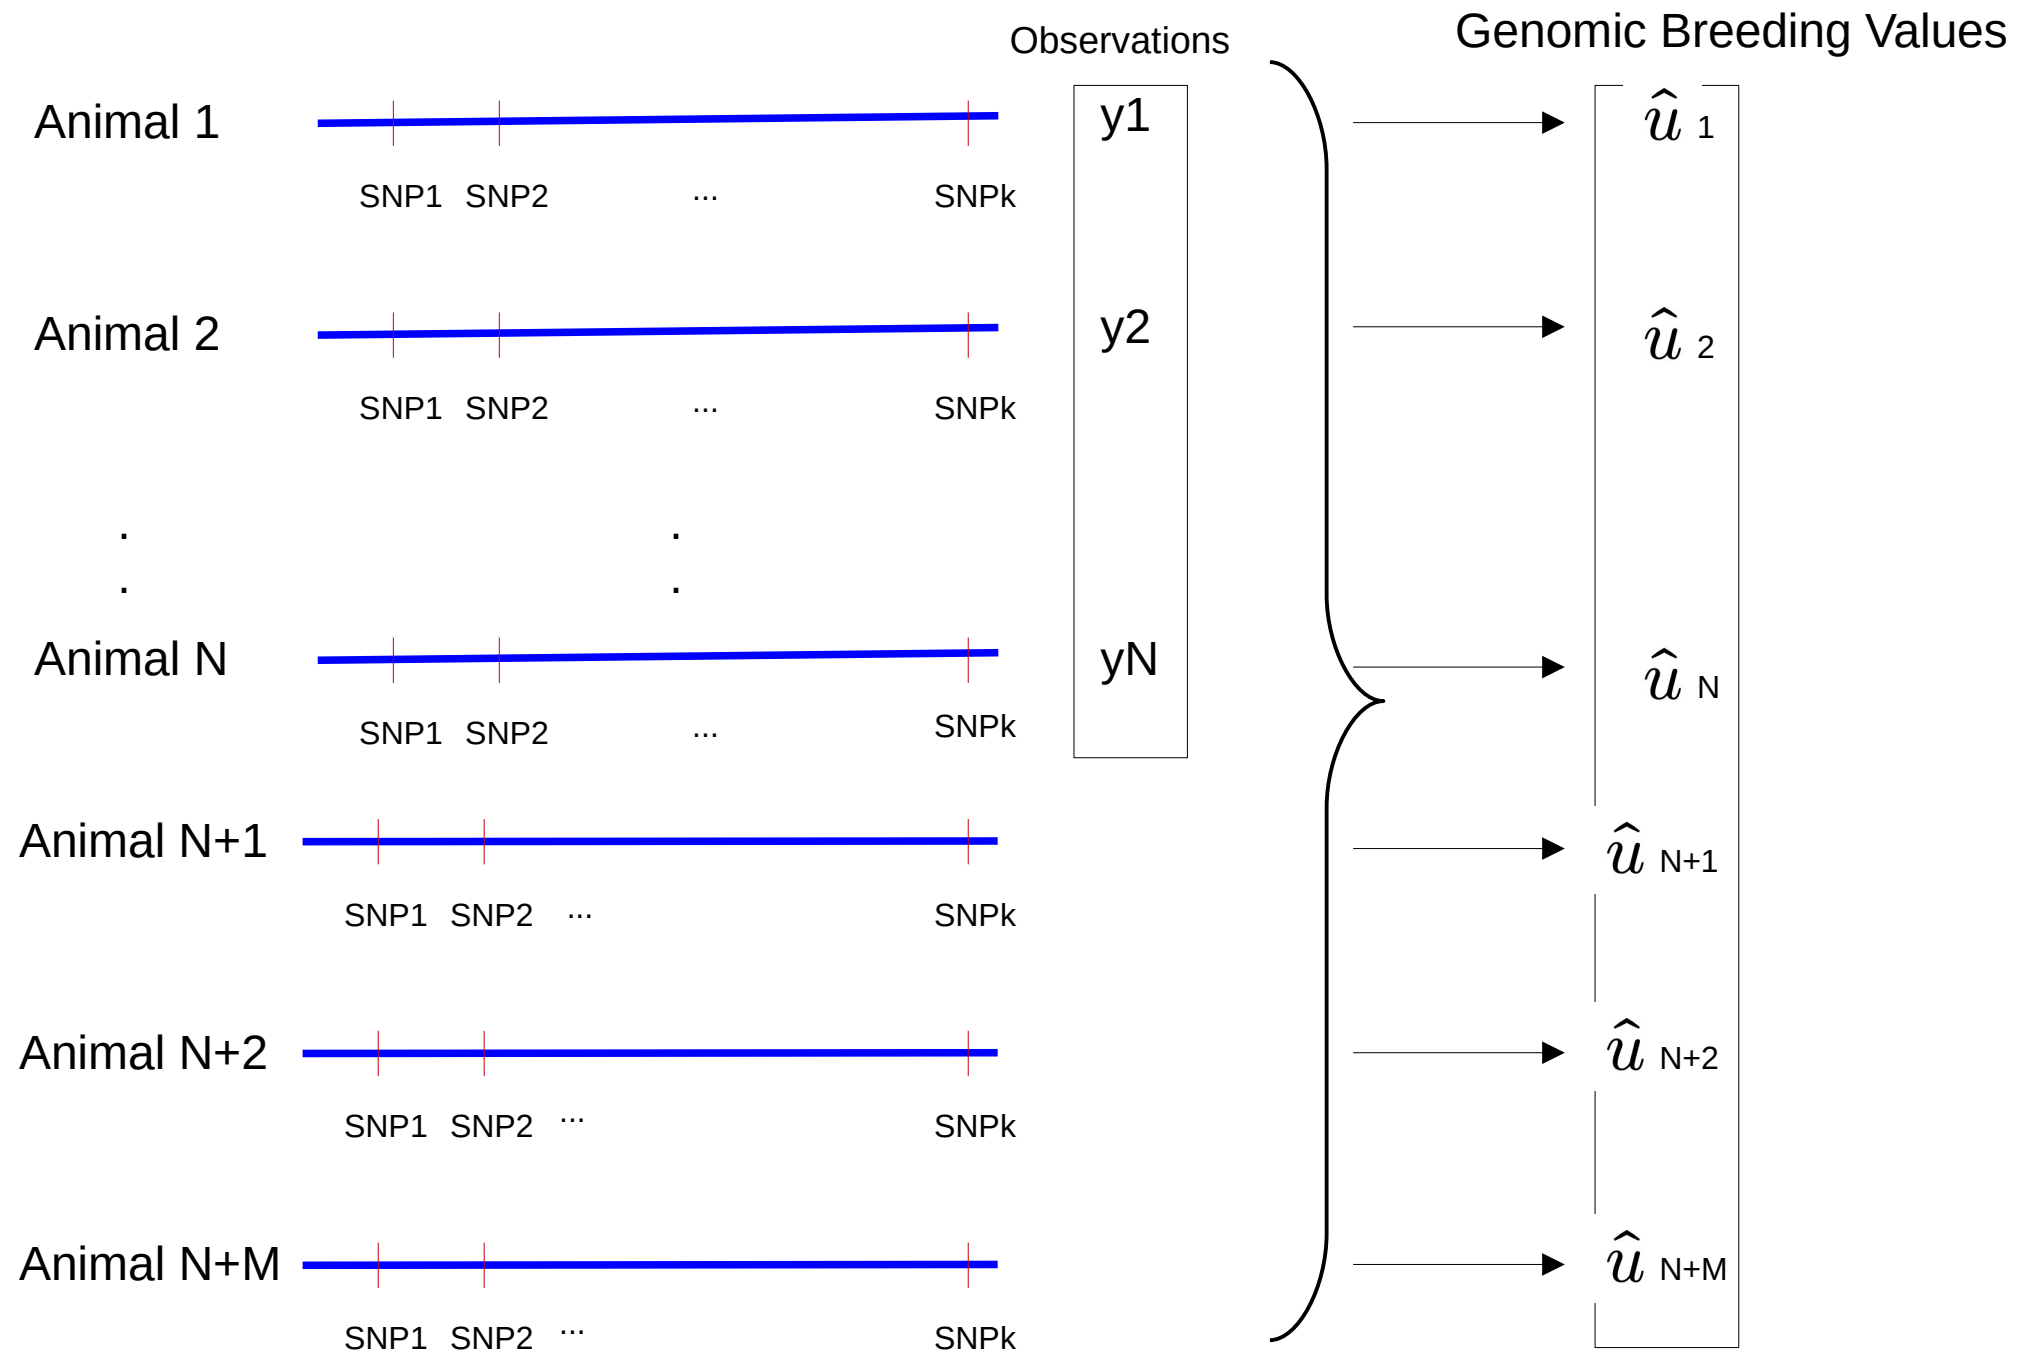 Observations
Genomic Breeding Values
Animal 1
y1
û 1
SNP1 SNP2 ... SNPk
Animal 2
y2
û 2
SNP1 SNP2 ... SNPk
. .
. .
Animal N
yN
û N
SNP1 SNP2 ... SNPk
Animal N+1
û N+1
SNP1 SNP2 ... SNPk
Animal N+2
û N+2
SNP1 SNP2 ... SNPk
Animal N+M
û N+M
SNP1 SNP2 ... SNPk